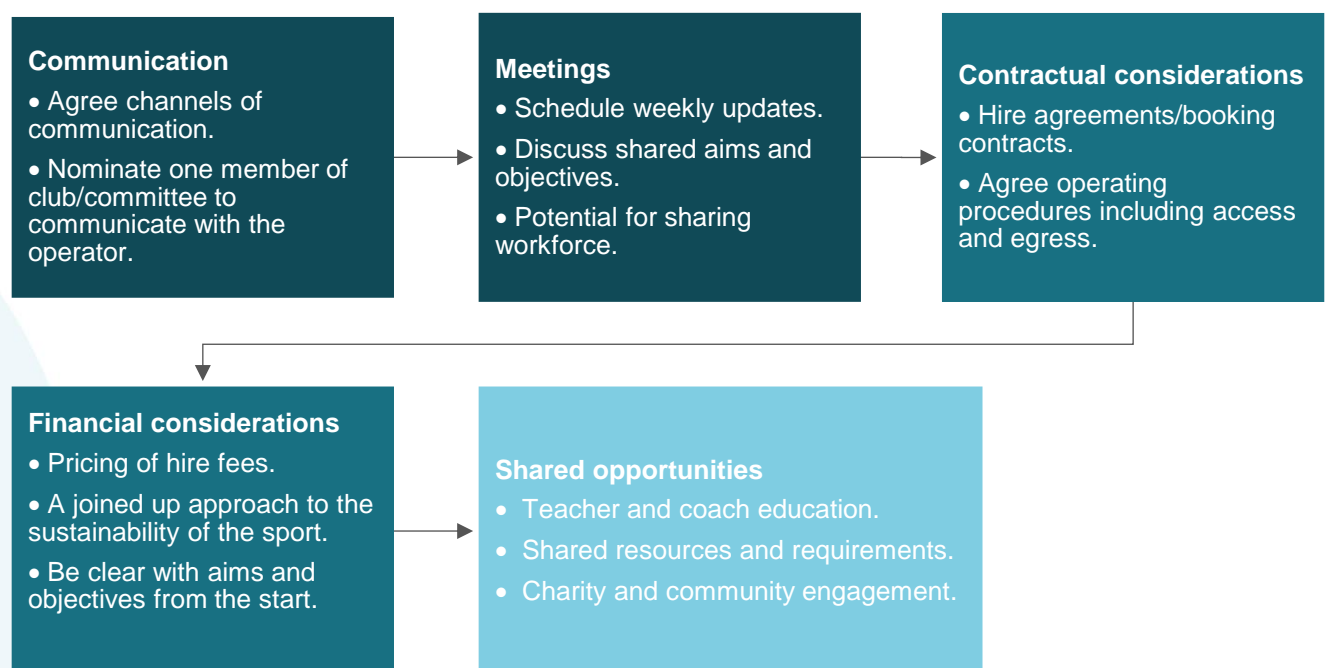 Communication
• Agree channels of
communication.
• Nominate one member of
club/committee to
communicate with the
operator.
Meetings
• Schedule weekly updates.
• Discuss shared aims and
objectives.
• Potential for sharing
workforce.
Contractual considerations
• Hire agreements/booking
contracts.
• Agree operating
procedures including access
and egress.
Financial considerations
• Pricing of hire fees.
• A joined up approach to the
sustainability of the sport.
• Be clear with aims and
objectives from the start.
Shared opportunities
• Teacher and coach education.
• Shared resources and requirements.
• Charity and community engagement.